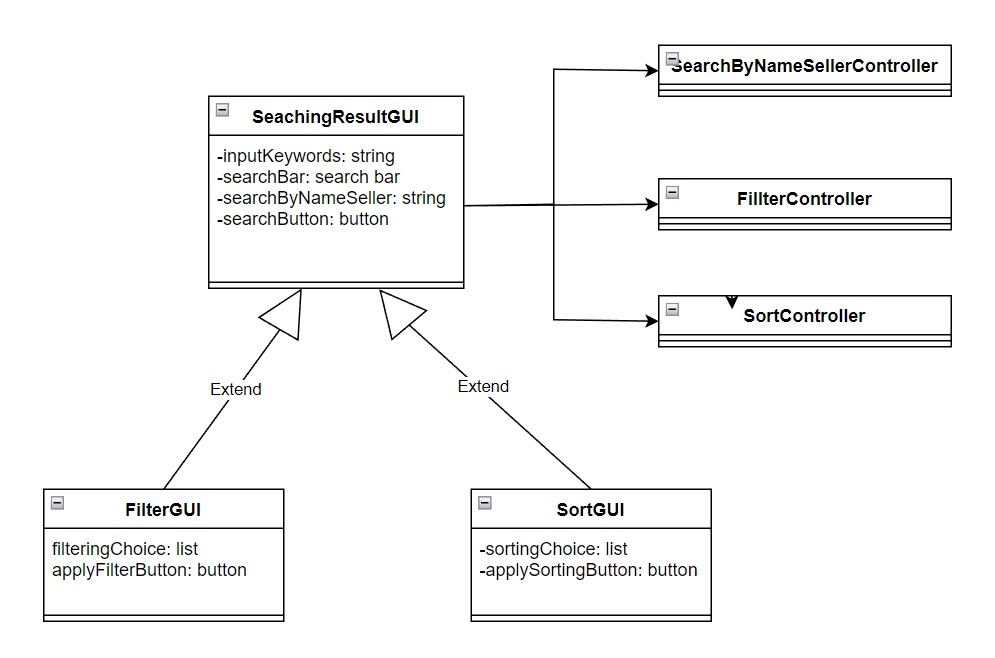 SearchByNameSellerController
SeachingResultGUI
-inputKeywords: string
-searchBar: search bar
-searchByNameSeller: string
-searchButton: button
FillterController
SortController
Extend
Extend
FilterGUI
filteringChoice: list
applyFilterButton: button
SortGUI
-sortingChoice: list
-applySortingButton: button